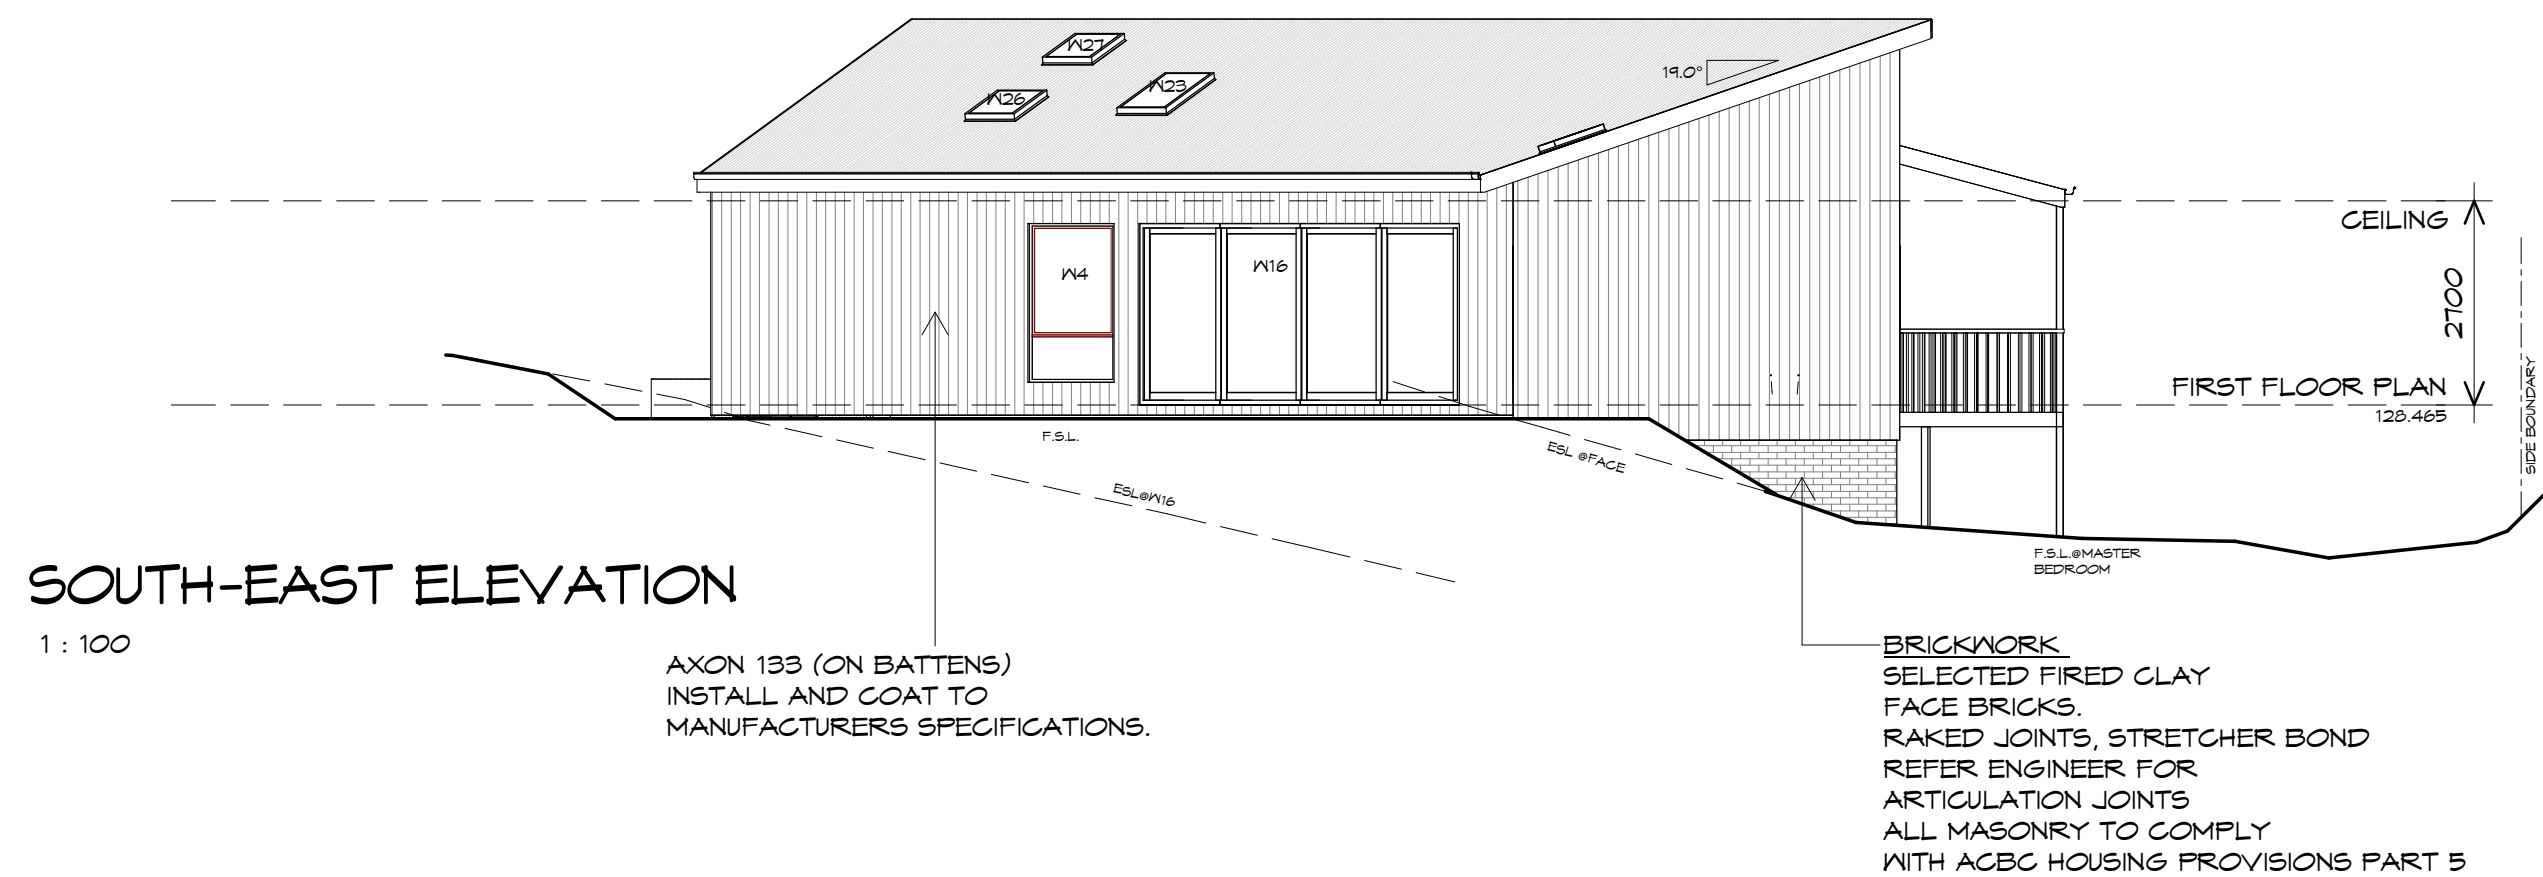 W27
W23
W26
19.0°
CEILING
2700
W4
W16
FIRST FLOOR PLAN
128.465
SIDE BOUNDARY
F.S.L.
ESL @FACE
ESL@W16
F.S.L.@MASTER
BEDROOM
SOUTH-EAST ELEVATION
1 : 100
AXON 133 (ON BATTENS)
INSTALL AND COAT TO
MANUFACTURERS SPECIFICATIONS.
BRICKWORK
SELECTED FIRED CLAY
FACE BRICKS.
RAKED JOINTS, STRETCHER BOND
REFER ENGINEER FOR
ARTICULATION JOINTS
ALL MASONRY TO COMPLY
WITH ACBC HOUSING PROVISIONS PART 5